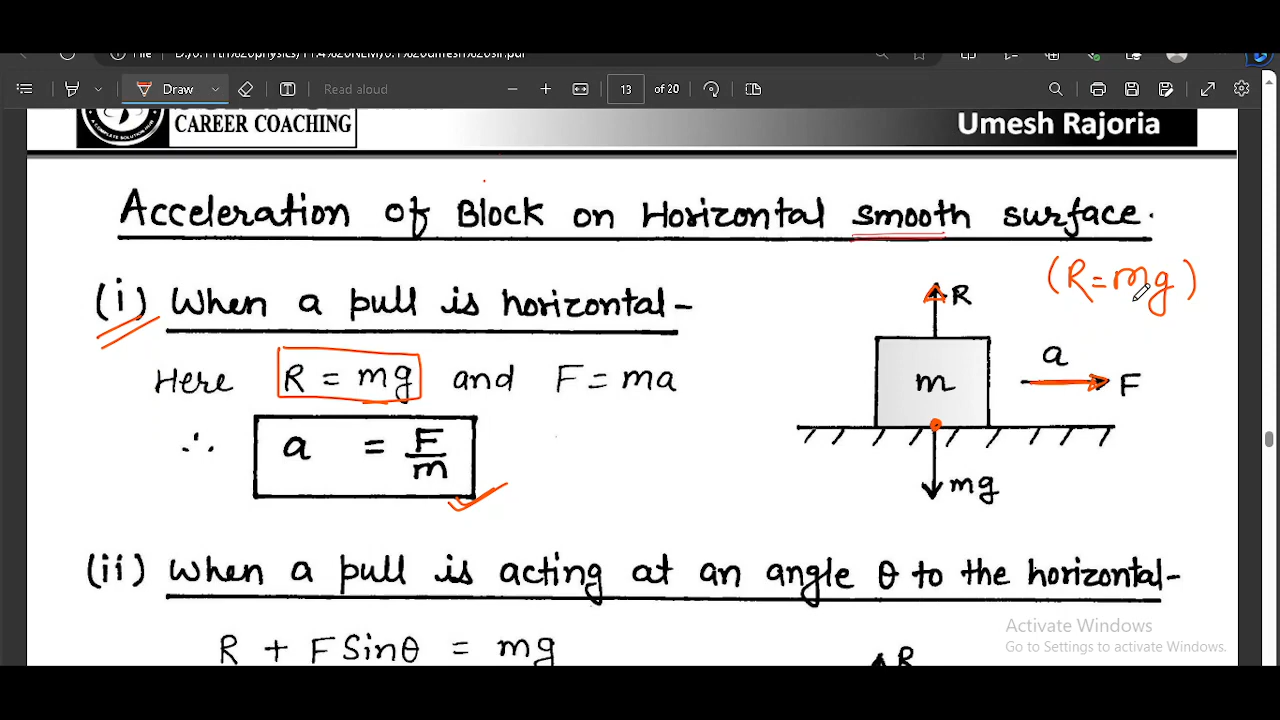 File
Draw
Read aloud
13 of 20
CAREER COACHING
Umesh Rajoria
Acceleration of Block on Horizontal smooth surface.
(R=mg)
(i) When a pull is horizontal-
R
Here R = mg and F = ma
a
m
F
∴ a = F/m
mg
(ii) When a pull is acting at an angle θ to the horizontal-
R + F Sinθ = mg
R
Activate Windows
Go to Settings to activate Windows.